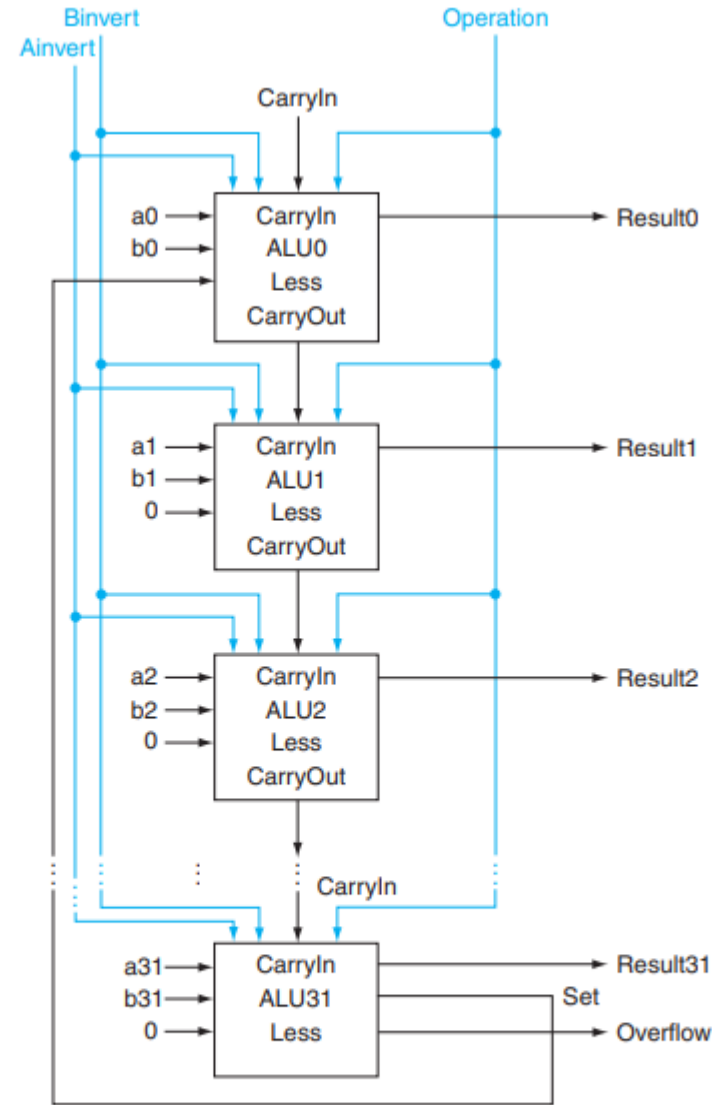 Binvert Operation
Ainvert
CarryIn
a0 CarryIn Result0
b0 ALU0
Less
CarryOut
a1 CarryIn Result1
b1 ALU1
0 Less
CarryOut
a2 CarryIn Result2
b2 ALU2
0 Less
CarryOut
CarryIn
a31 CarryIn Result31
b31 ALU31 Set
0 Less Overflow